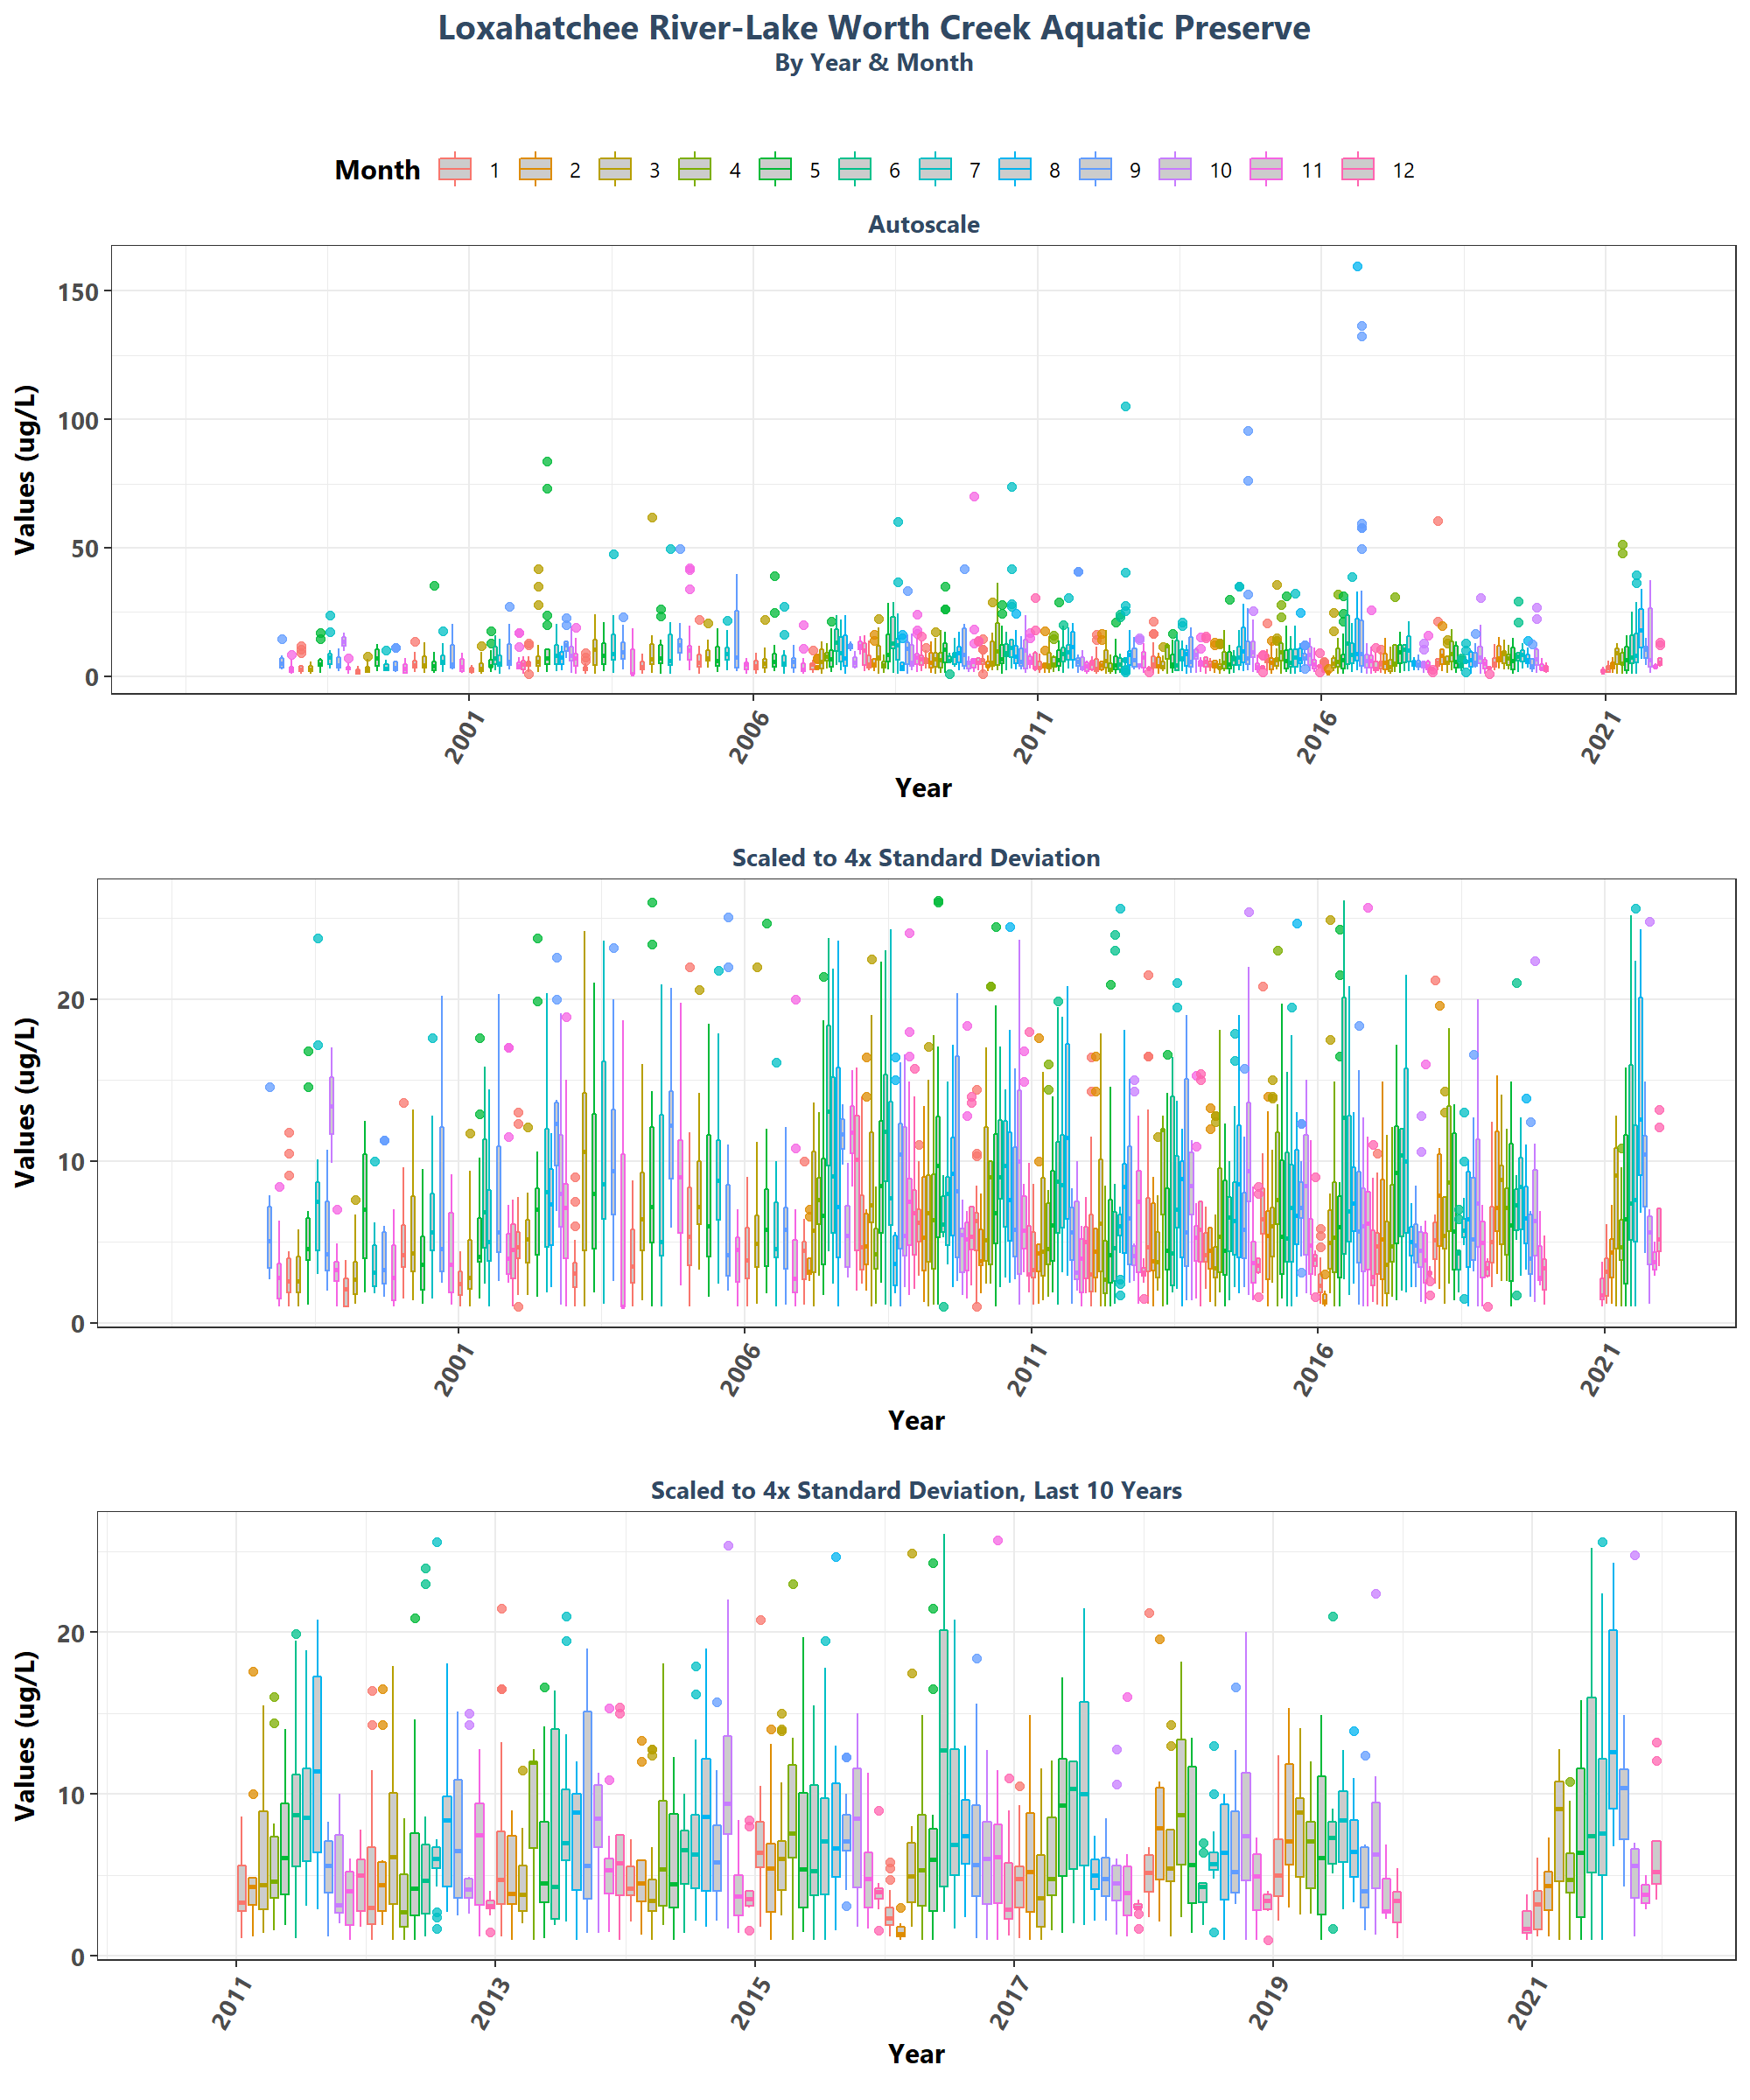 Loxahatchee River-Lake Worth Creek Aquatic Preserve
By Year & Month
Month 1 2 3 4 5 6 7 8 9 10 11 12
Autoscale
Values (ug/L)
150
100
50
0
2001 2006 2011 2016 2021
Year
Scaled to 4x Standard Deviation
Values (ug/L)
20
10
0
2001 2006 2011 2016 2021
Year
Scaled to 4x Standard Deviation, Last 10 Years
Values (ug/L)
20
10
0
2011 2013 2015 2017 2019 2021
Year